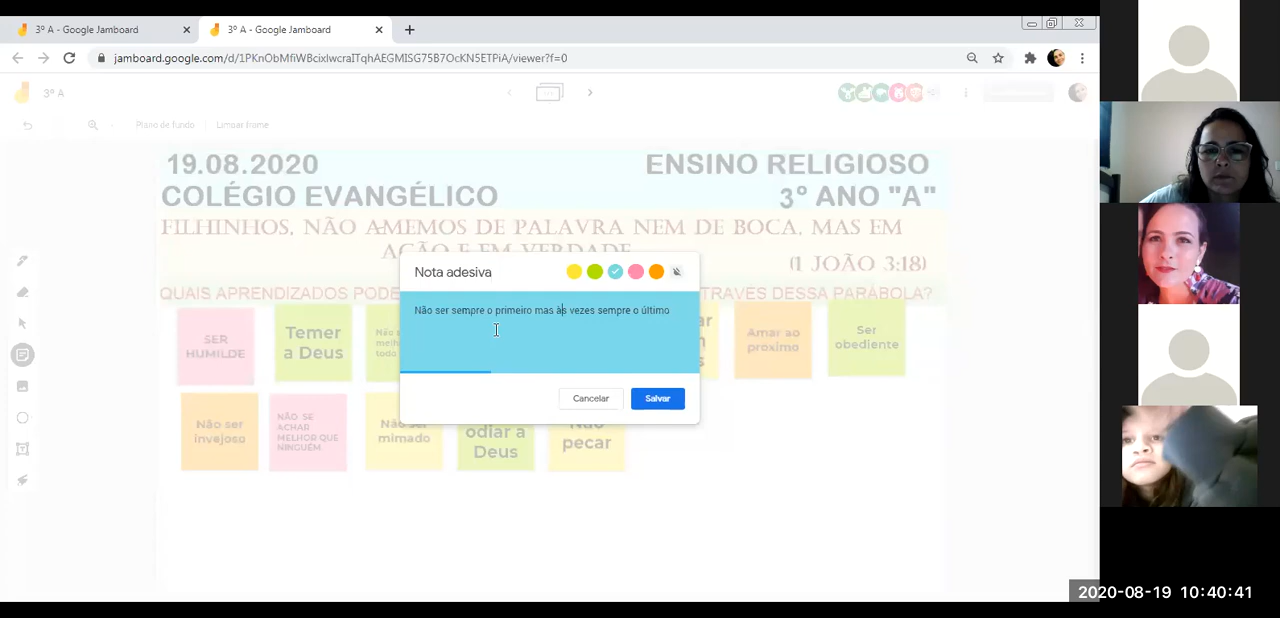 3º A - Google Jamboard
3º A - Google Jamboard
jamboard.google.com/d/1PKnObMfiWBcixlwcraITqhAEGMISG75B7OcKN5ETPiA/viewer?f=0
3º A
Plano de fundo
Limpar frame
19.08.2020
ENSINO RELIGIOSO
COLÉGIO EVANGÉLICO
3° ANO "A"
FILHINHOS, NÃO AMEMOS DE PALAVRA NEM DE BOCA, MAS EM
AÇÃO E EM VERDADE
(1 JOÃO 3:18)
QUAIS APRENDIZADOS PODE
TRAVÉS DESSA PARABOLA?
Nota adesiva
Não ser sempre o primeiro mas às vezes sempre o último
Cancelar
Salvar
SER
HUMILDE
Temer
a Deus
Amar ao
proximo
Ser
obediente
Não ser
invejoso
NÃO SE
ACHAR
MELHOR QUE
NINGUÉM
Não ser
mimado
odiar a
Deus
Não
pecar
2020-08-19 10:40:41